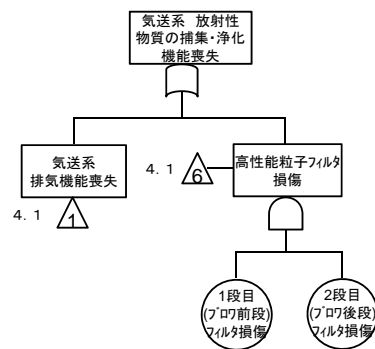 気送系 放射性
物質の捕集・浄化
機能喪失
気送系
排気機能喪失
4．1
1
4．1
6
高性能粒子フィルタ
損傷
1段目
(ブロワ前段)
フィルタ損傷
2段目
(ブロワ後段)
フィルタ損傷